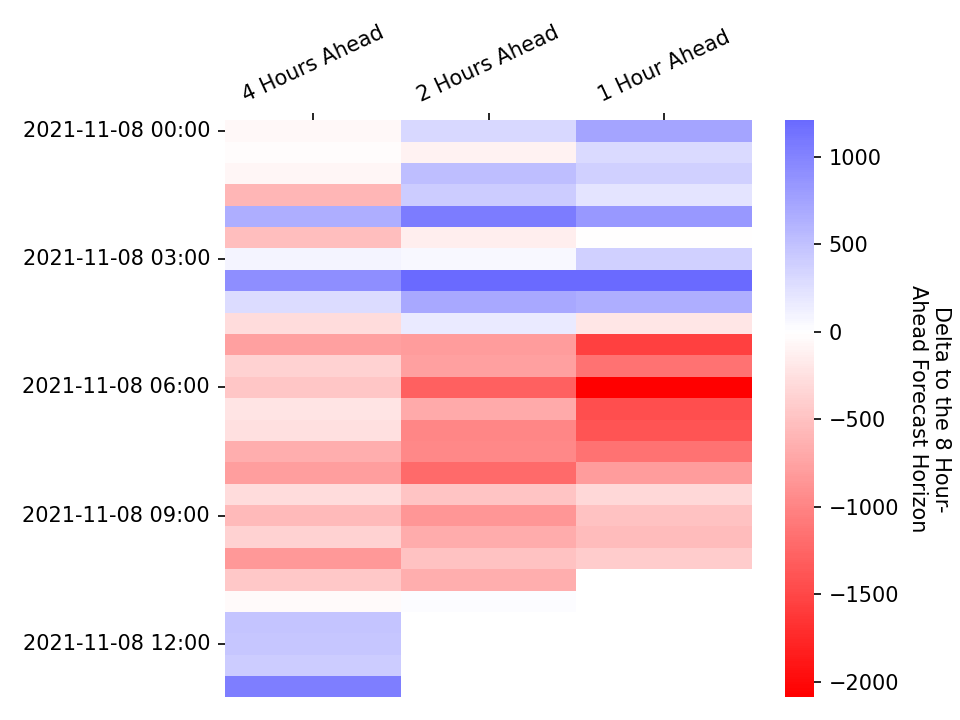 4 Hours Ahead
2 Hours Ahead
1 Hour Ahead
2021-11-08 00:00
2021-11-08 03:00
2021-11-08 06:00
2021-11-08 09:00
2021-11-08 12:00
1000
500
0
−500
−1000
−1500
−2000
Delta to the 8 Hour-
Ahead Forecast Horizon